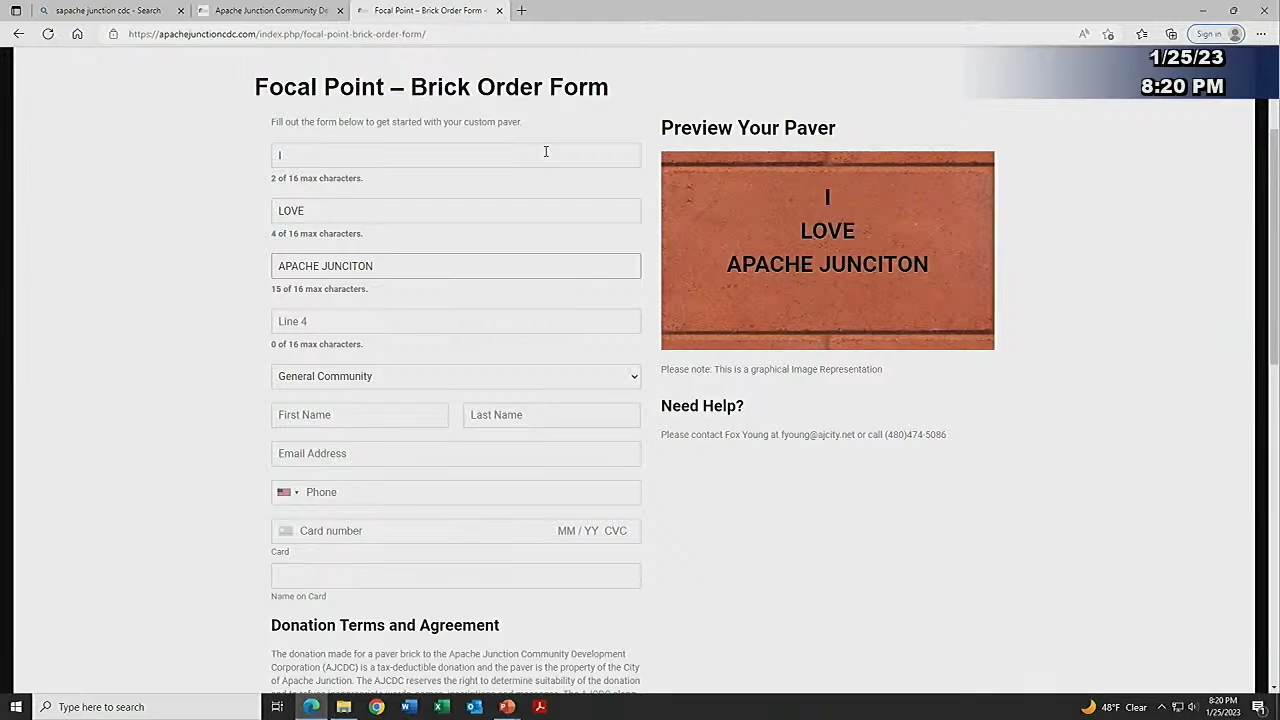 sapache junction cdc - Search
Apache Junction Community De
Focal Point – Brick Order Form –
https://apachejunctioncdc.com/index.php/focal-point-brick-order-form/
Sign in
1/25/23
8:20 PM
Focal Point – Brick Order Form
Fill out the form below to get started with your custom paver.
I
2 of 16 max characters.
LOVE
4 of 16 max characters.
APACHE JUNCITON
15 of 16 max characters.
Line 4
0 of 16 max characters.
General Community
First Name
Last Name
Email Address
Phone
Card number
MM / YY CVC
Card
Name on Card
Donation Terms and Agreement
The donation made for a paver brick to the Apache Junction Community Development
Corporation (AJCDC) is a tax-deductible donation and the paver is the property of the City
of Apache Junction. The AJCDC reserves the right to determine suitability of the donation
Preview Your Paver
I
LOVE
APACHE JUNCITON
Please note: This is a graphical Image Representation
Need Help?
Please contact Fox Young at fyoung@ajcity.net or call (480)474-5086
Type here to search
48°F Clear
8:20 PM
1/25/2023